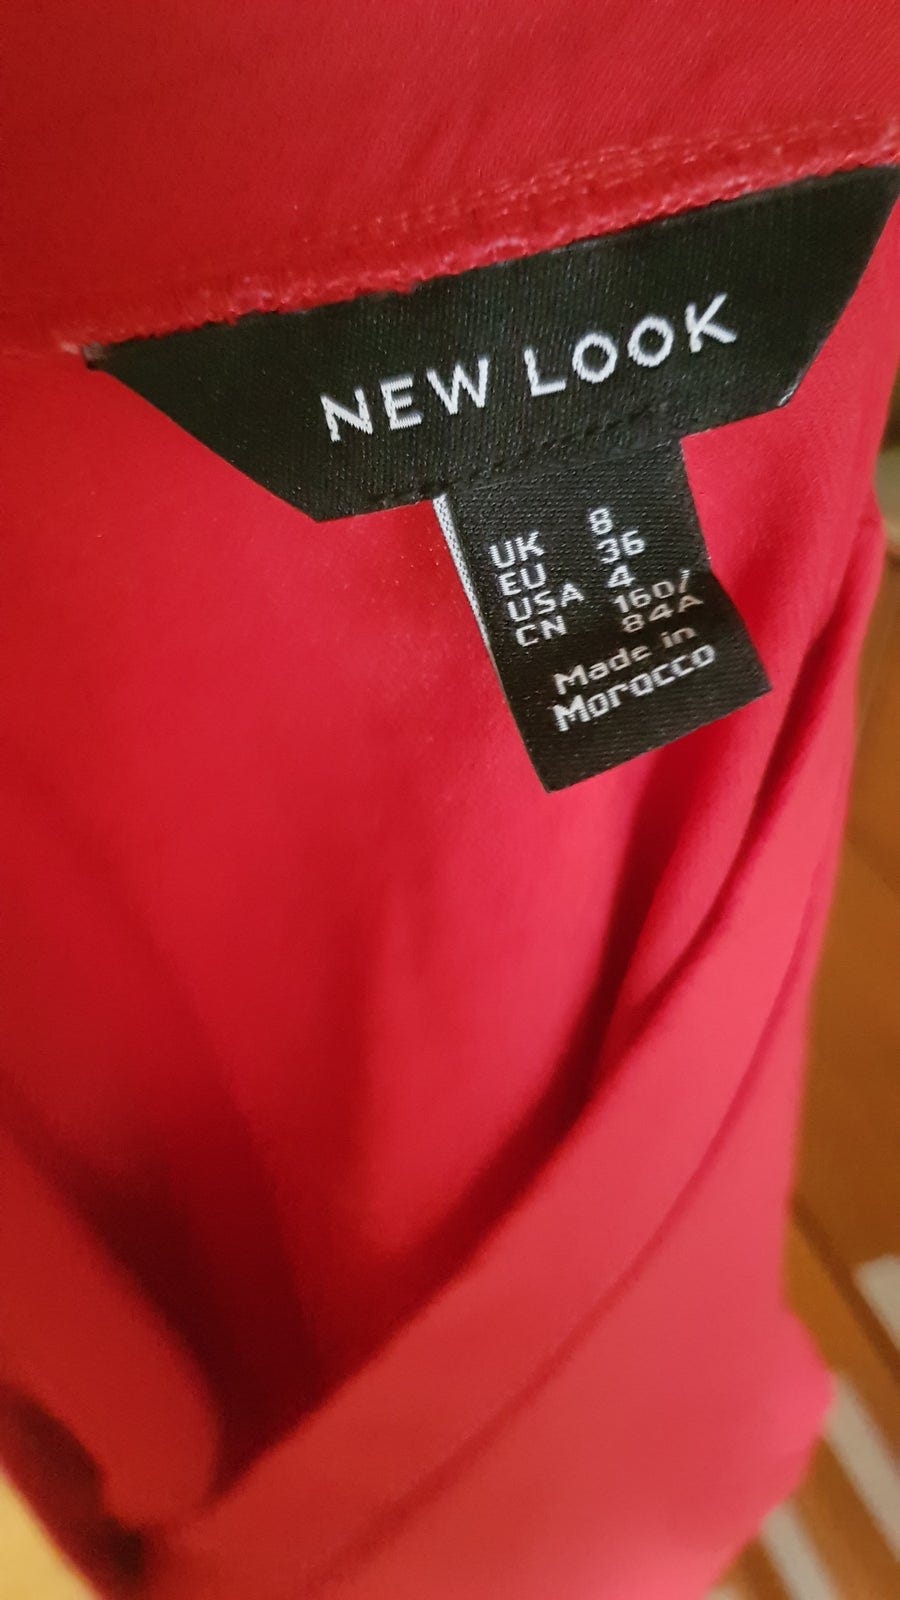 NEW LOOK
UK 8
EU 36
USA 4
CN 160/
84A
Made in
Morocco